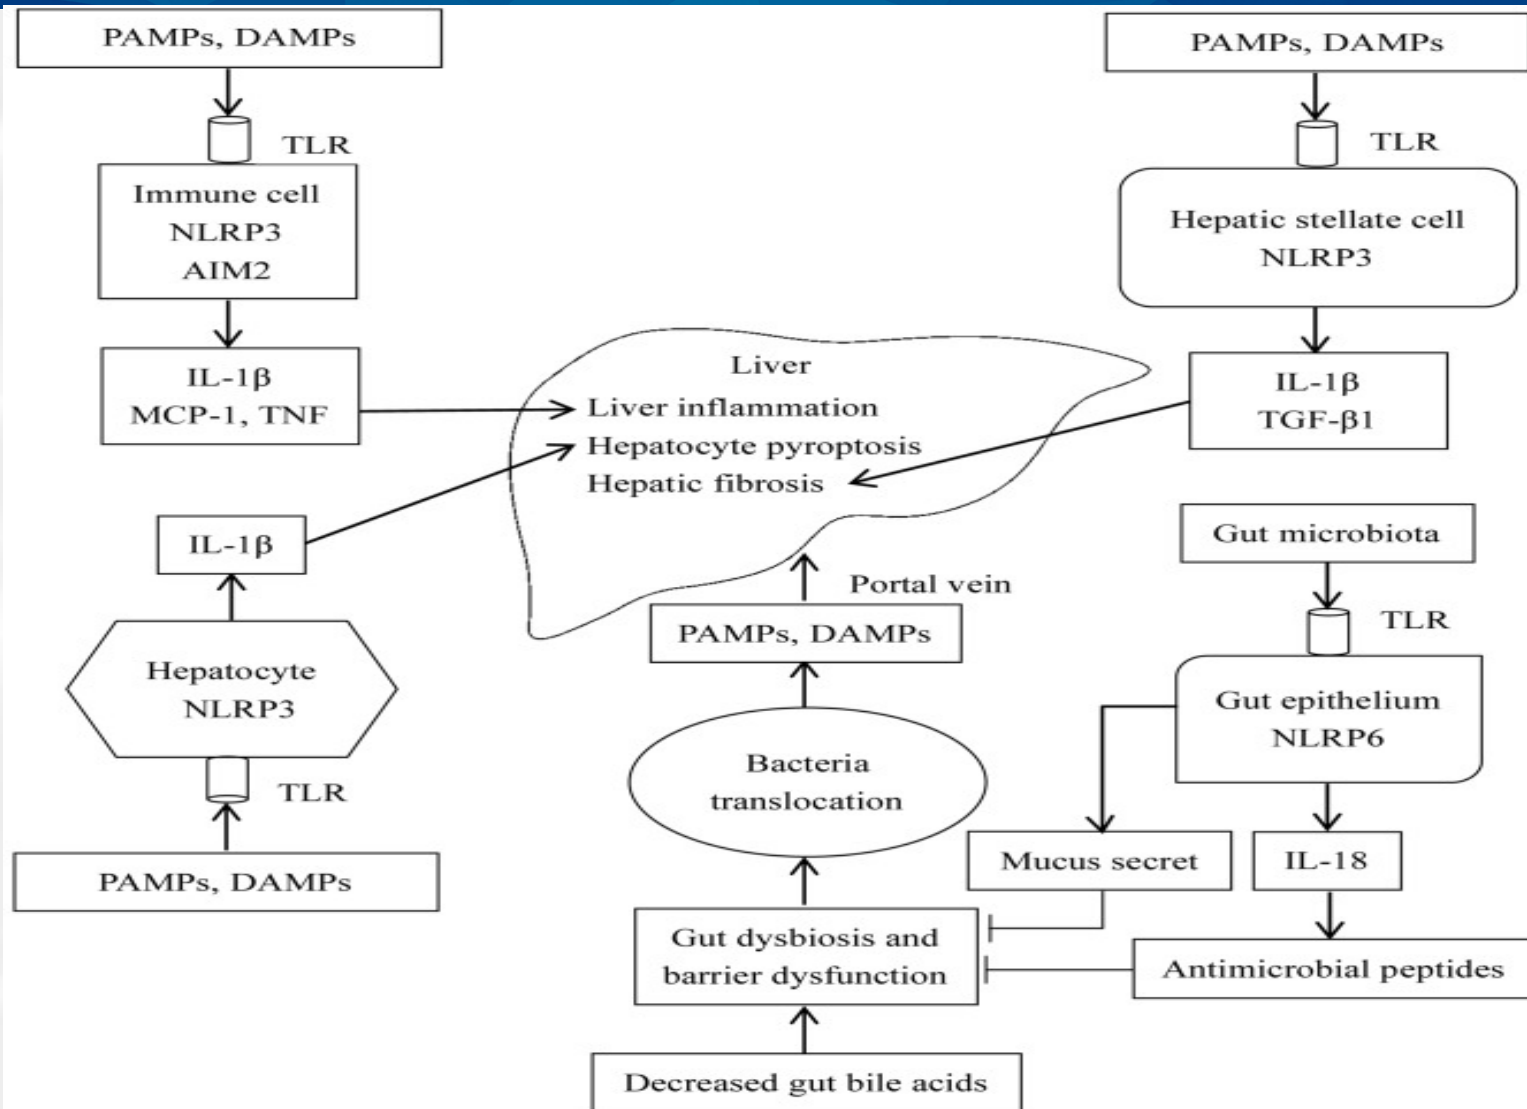 PAMPs, DAMPs
TLR
Immune cell
NLRP3
AIM2
IL-1β
MCP-1, TNF
IL-1β
Hepatocyte
NLRP3
TLR
PAMPs, DAMPs
Liver
Liver inflammation
Hepatocyte pyroptosis
Hepatic fibrosis
Portal vein
PAMPs, DAMPs
Bacteria
translocation
Gut dysbiosis and
barrier dysfunction
Decreased gut bile acids
PAMPs, DAMPs
TLR
Hepatic stellate cell
NLRP3
IL-1β
TGF-β1
Gut microbiota
TLR
Gut epithelium
NLRP6
Mucus secret
IL-18
Antimicrobial peptides